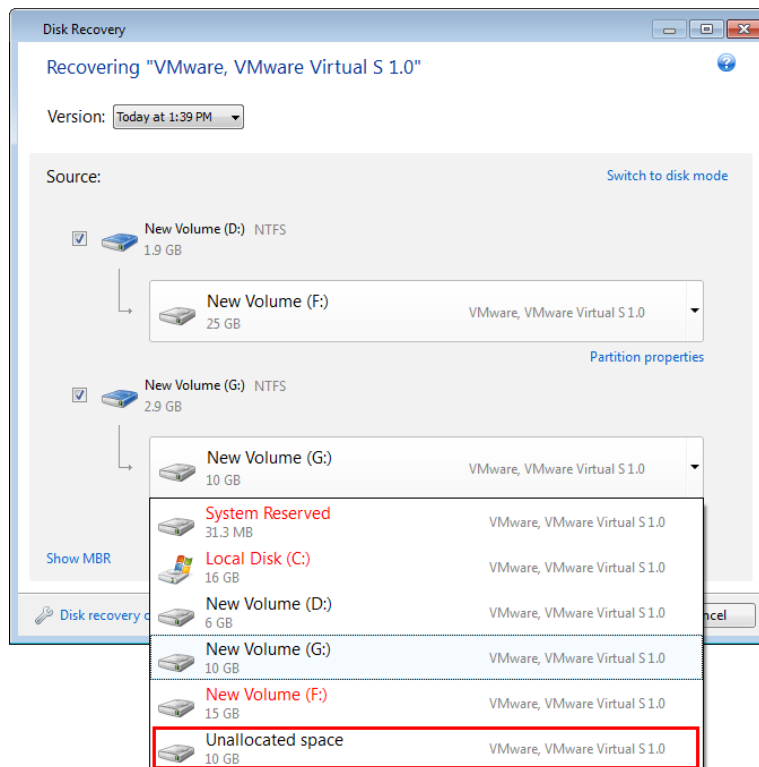 Disk Recovery
Recovering "VMware, VMware Virtual S 1.0"
Version: Today at 1:39 PM
Source:
Switch to disk mode
New Volume (D:) NTFS
1.9 GB
New Volume (F:)
VMware, VMware Virtual S 1.0
25 GB
Partition properties
New Volume (G:) NTFS
2.9 GB
New Volume (G:)
VMware, VMware Virtual S 1.0
10 GB
System Reserved
VMware, VMware Virtual S 1.0
31.3 MB
Show MBR
Local Disk (C:)
VMware, VMware Virtual S 1.0
16 GB
New Volume (D:)
VMware, VMware Virtual S 1.0
6 GB
Disk recovery
New Volume (G:)
VMware, VMware Virtual S 1.0
10 GB
New Volume (F:)
VMware, VMware Virtual S 1.0
15 GB
Unallocated space
VMware, VMware Virtual S 1.0
10 GB